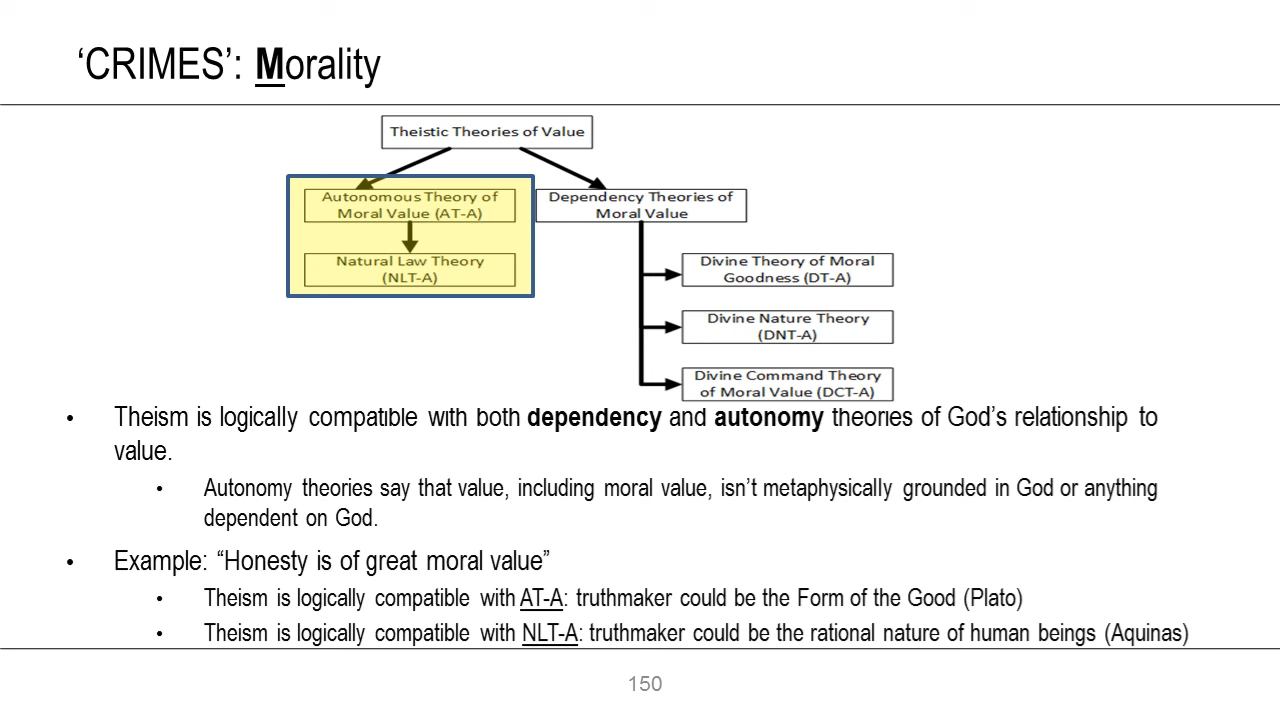 ‘CRIMES’: Morality
Theistic Theories of Value
Autonomous Theory of
Moral Value (AT-A)
Dependency Theories of
Moral Value
Natural Law Theory
(NLT-A)
Divine Theory of Moral
Goodness (DT-A)
Divine Nature Theory
(DNT-A)
Divine Command Theory
of Moral Value (DCT-A)
• Theism is logically compatible with both dependency and autonomy theories of God’s relationship to
value.
• Autonomy theories say that value, including moral value, isn’t metaphysically grounded in God or anything
dependent on God.
• Example: “Honesty is of great moral value”
• Theism is logically compatible with AT-A: truthmaker could be the Form of the Good (Plato)
• Theism is logically compatible with NLT-A: truthmaker could be the rational nature of human beings (Aquinas)
150